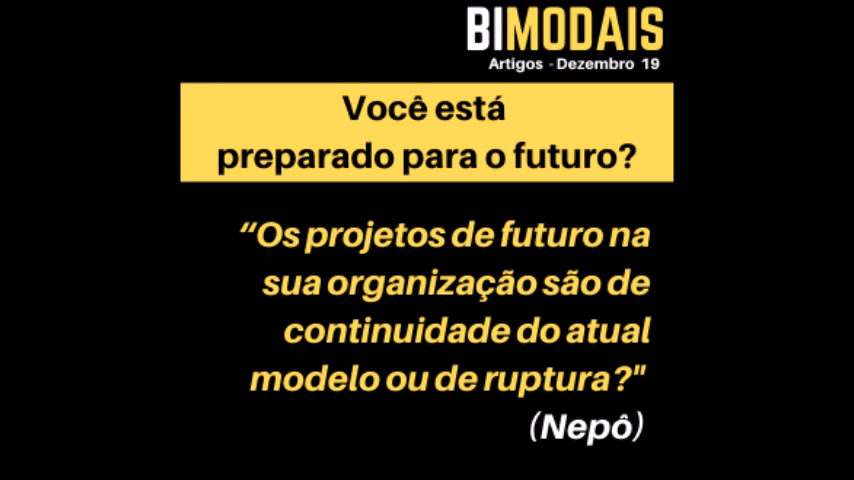 BIMODAIS
Artigos - Dezembro 19
Você está
preparado para o futuro?
“Os projetos de futuro na
sua organização são de
continuidade do atual
modelo ou de ruptura?"
(Nepô)